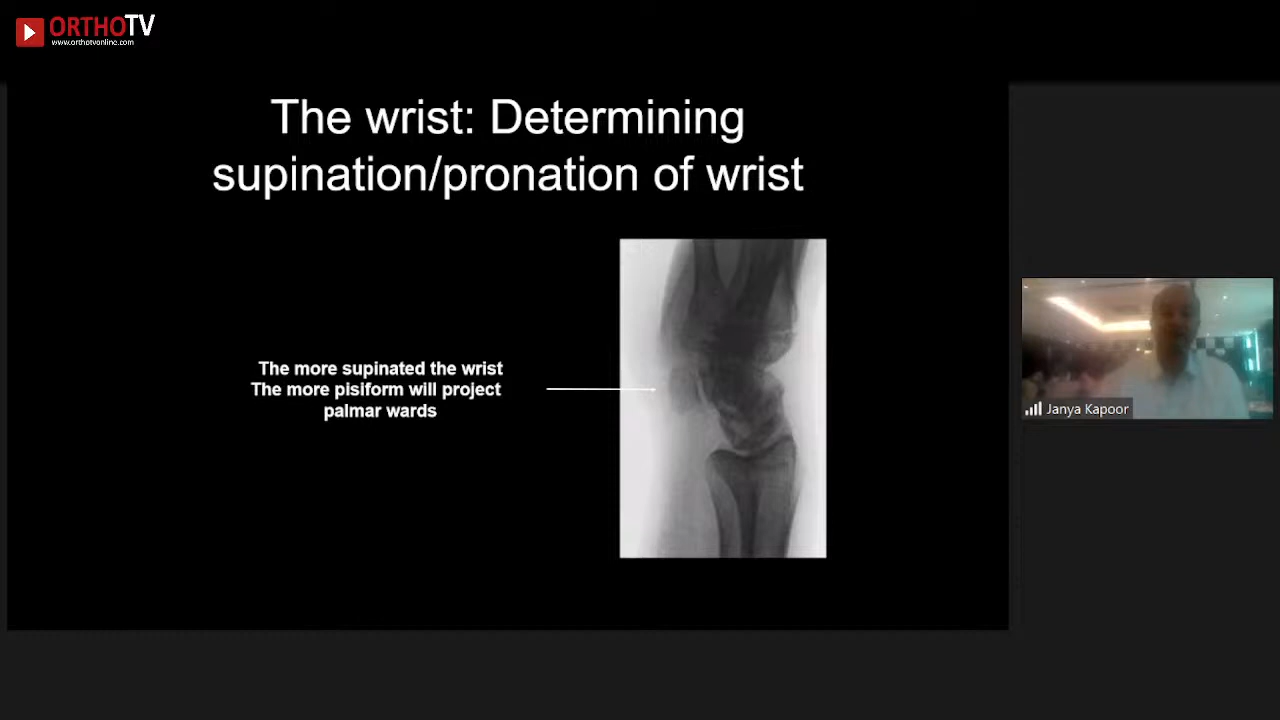 ORTHOTV
www.orthotvonline.com
The wrist: Determining
supination/pronation of wrist
The more supinated the wrist
The more pisiform will project
palmar wards
Janya Kapoor